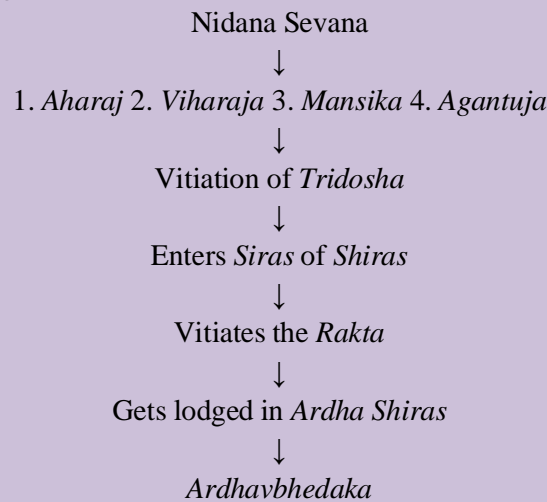 Nidana Sevana
↓
1. Aharaj 2. Viharaja 3. Mansika 4. Agantuja
↓
Vitiation of Tridosha
↓
Enters Siras of Shiras
↓
Vitiates the Rakta
↓
Gets lodged in Ardha Shiras
↓
Ardhavbhedaka